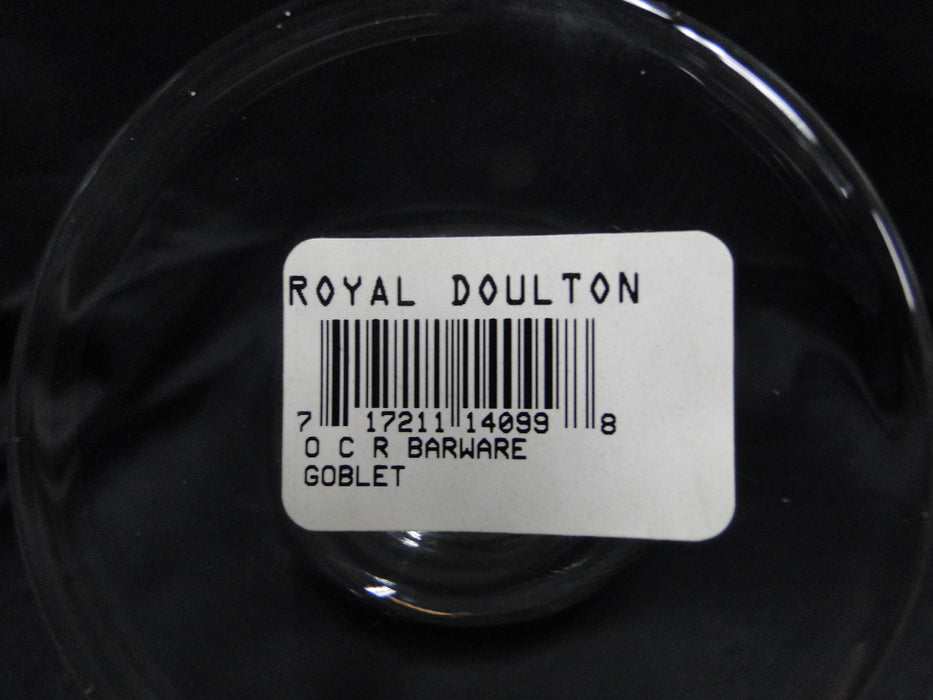 ROYAL DOULTON
7 17211 14099 8
O C R BARWARE
GOBLET